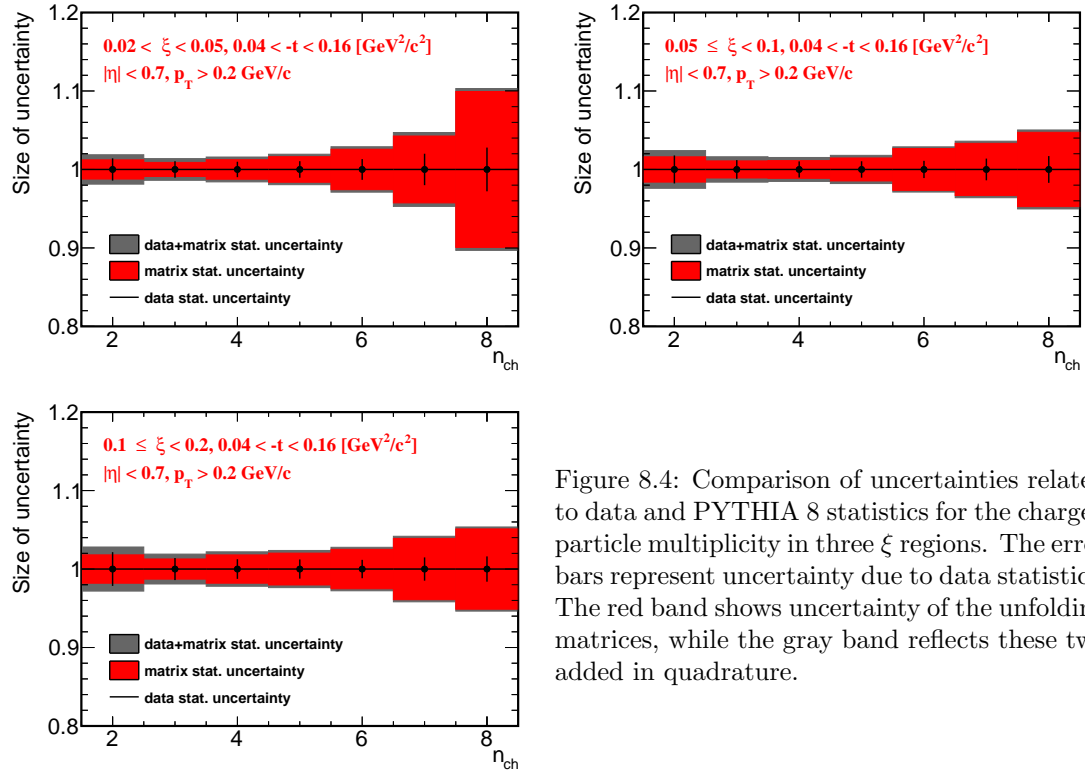 Size of uncertainty
1.2
1.1
1
0.9
0.8
0.02 < ξ < 0.05, 0.04 < -t < 0.16 [GeV²/c²]
|η| < 0.7, p_T > 0.2 GeV/c
data+matrix stat. uncertainty
matrix stat. uncertainty
data stat. uncertainty
2 4 6 8
n_ch
Size of uncertainty
1.2
1.1
1
0.9
0.8
0.05 ≤ ξ < 0.1, 0.04 < -t < 0.16 [GeV²/c²]
|η| < 0.7, p_T > 0.2 GeV/c
data+matrix stat. uncertainty
matrix stat. uncertainty
data stat. uncertainty
2 4 6 8
n_ch
Size of uncertainty
1.2
1.1
1
0.9
0.8
0.1 ≤ ξ < 0.2, 0.04 < -t < 0.16 [GeV²/c²]
|η| < 0.7, p_T > 0.2 GeV/c
data+matrix stat. uncertainty
matrix stat. uncertainty
data stat. uncertainty
2 4 6 8
n_ch
Figure 8.4: Comparison of uncertainties relate
to data and PYTHIA 8 statistics for the charge
particle multiplicity in three ξ regions. The erro
bars represent uncertainty due to data statistic
The red band shows uncertainty of the unfoldin
matrices, while the gray band reflects these tw
added in quadrature.